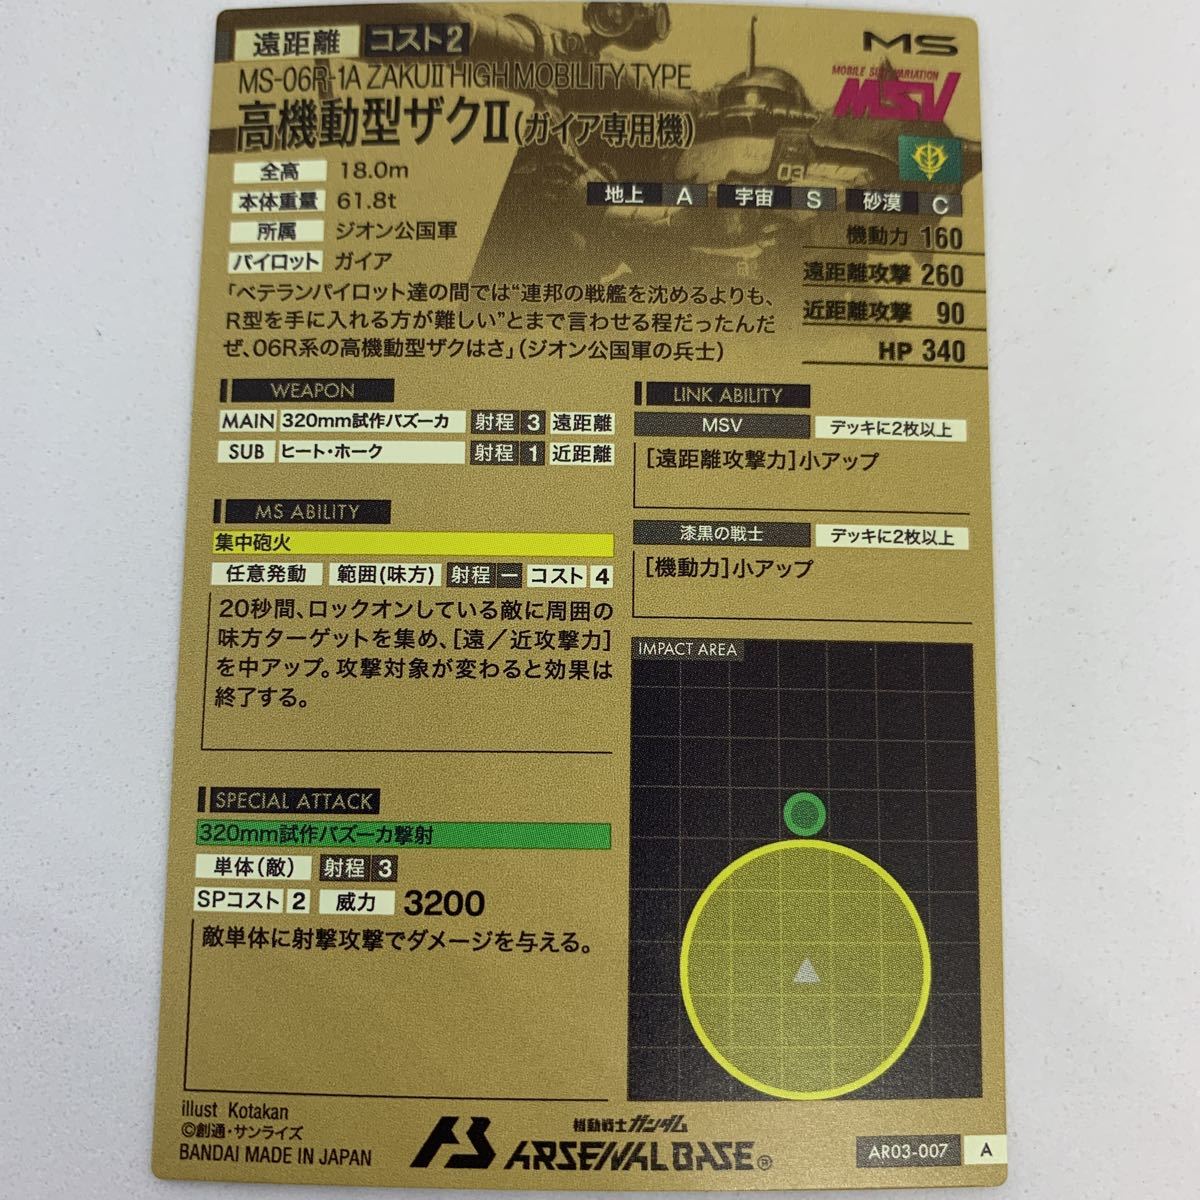 遠距離 コスト2 MS
MS-06R-1A ZAKUII HIGH MOBILITY TYPE
MOBILE SUIT VARIATION
MSV
高機動型ザクII(ガイア専用機)
03
全高 18.0m
本体重量 61.8t
所属 ジオン公国軍
パイロット ガイア
地上 A 宇宙 S 砂漠 C
機動力 160
遠距離攻撃 260
近距離攻撃 90
HP 340
「ベテランパイロット達の間では“連邦の戦艦を沈めるよりも、
R型を手に入れる方が難しい”とまで言わせる程だったんだ
ぜ、06R系の高機動型ザクはさ」(ジオン公国軍の兵士)
WEAPON
MAIN 320mm試作バズーカ 射程 3 遠距離
SUB ヒート・ホーク 射程 1 近距離
MS ABILITY
集中砲火
任意発動 範囲(味方) 射程 ー コスト 4
20秒間、ロックオンしている敵に周囲の
味方ターゲットを集め、[遠/近攻撃力]
を中アップ。攻撃対象が変わると効果は
終了する。
SPECIAL ATTACK
320mm試作バズーカ撃射
単体(敵) 射程 3
SPコスト 2 威力 3200
敵単体に射撃攻撃でダメージを与える。
LINK ABILITY
MSV デッキに2枚以上
[遠距離攻撃力]小アップ
漆黒の戦士 デッキに2枚以上
[機動力]小アップ
IMPACT AREA
illust Kotakan
©創通・サンライズ
BANDAI MADE IN JAPAN
AB
機動戦士ガンダム
ARSENAL BASE®
AR03-007 A